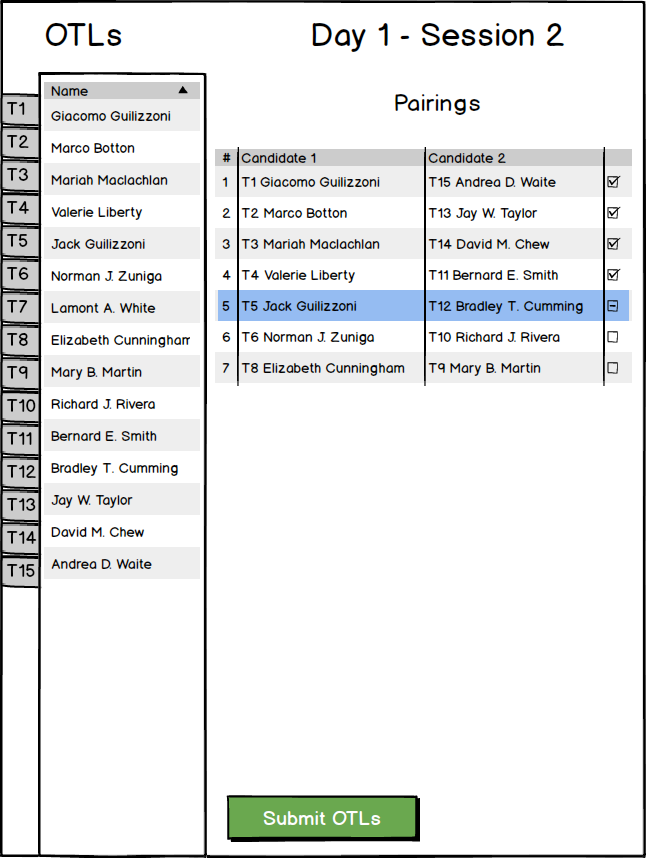 OTLs
Day 1 - Session 2
Name
T1 Giacomo Guilizzoni
T2 Marco Botton
T3 Mariah Maclachlan
T4 Valerie Liberty
T5 Jack Guilizzoni
T6 Norman J. Zuniga
T7 Lamont A. White
T8 Elizabeth Cunningham
T9 Mary B. Martin
T10 Richard J. Rivera
T11 Bernard E. Smith
T12 Bradley T. Cumming
T13 Jay W. Taylor
T14 David M. Chew
T15 Andrea D. Waite
Pairings
# Candidate 1 Candidate 2
1 T1 Giacomo Guilizzoni T15 Andrea D. Waite
2 T2 Marco Botton T13 Jay W. Taylor
3 T3 Mariah Maclachlan T14 David M. Chew
4 T4 Valerie Liberty T11 Bernard E. Smith
5 T5 Jack Guilizzoni T12 Bradley T. Cumming
6 T6 Norman J. Zuniga T10 Richard J. Rivera
7 T8 Elizabeth Cunningham T9 Mary B. Martin
Submit OTLs